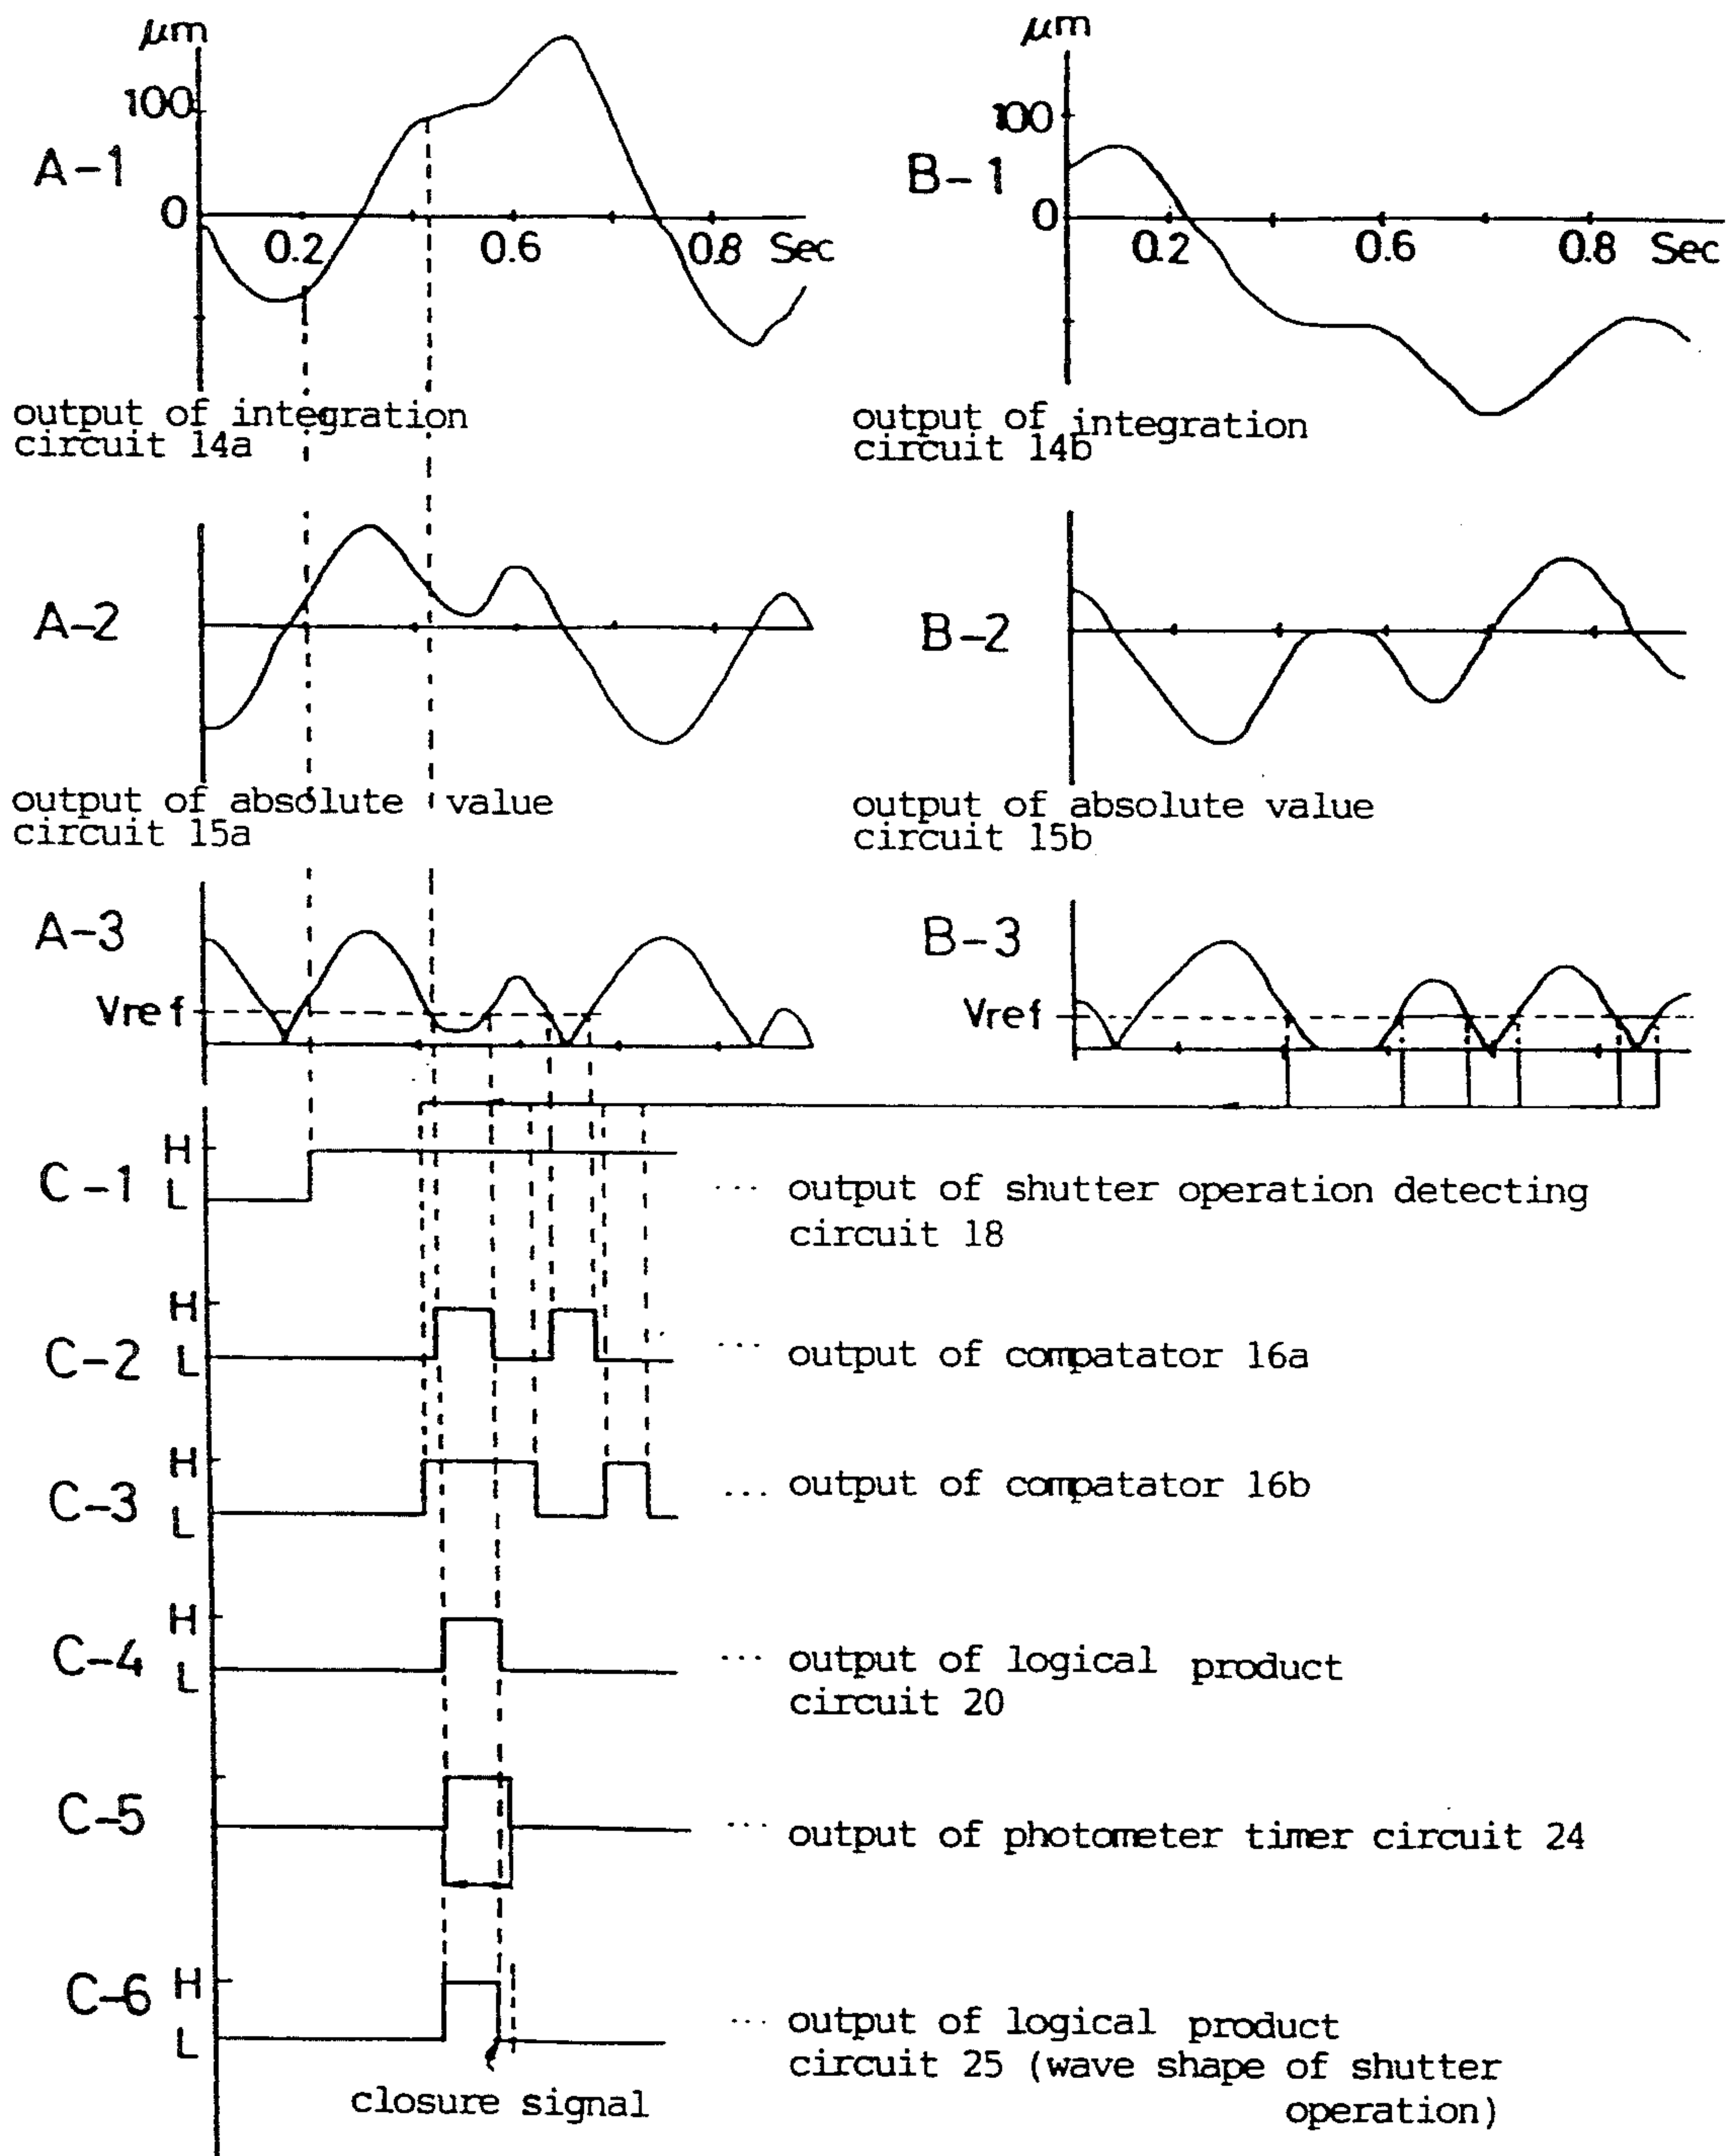 μm
100
A-1
0
0.2 0.6 0.8 Sec
output of integration
circuit 14a
μm
100
B-1
0
0.2 0.6 0.8 Sec
output of integration
circuit 14b
A-2
output of absolute value
circuit 15a
B-2
output of absolute value
circuit 15b
A-3
Vref
B-3
Vref
H
C-1 L
... output of shutter operation detecting
circuit 18
H
C-2 L
... output of compatator 16a
H
C-3 L
... output of compatator 16b
H
C-4 L
... output of logical product
circuit 20
C-5
... output of photometer timer circuit 24
C-6 H
L
... output of logical product
circuit 25 (wave shape of shutter
operation)
closure signal